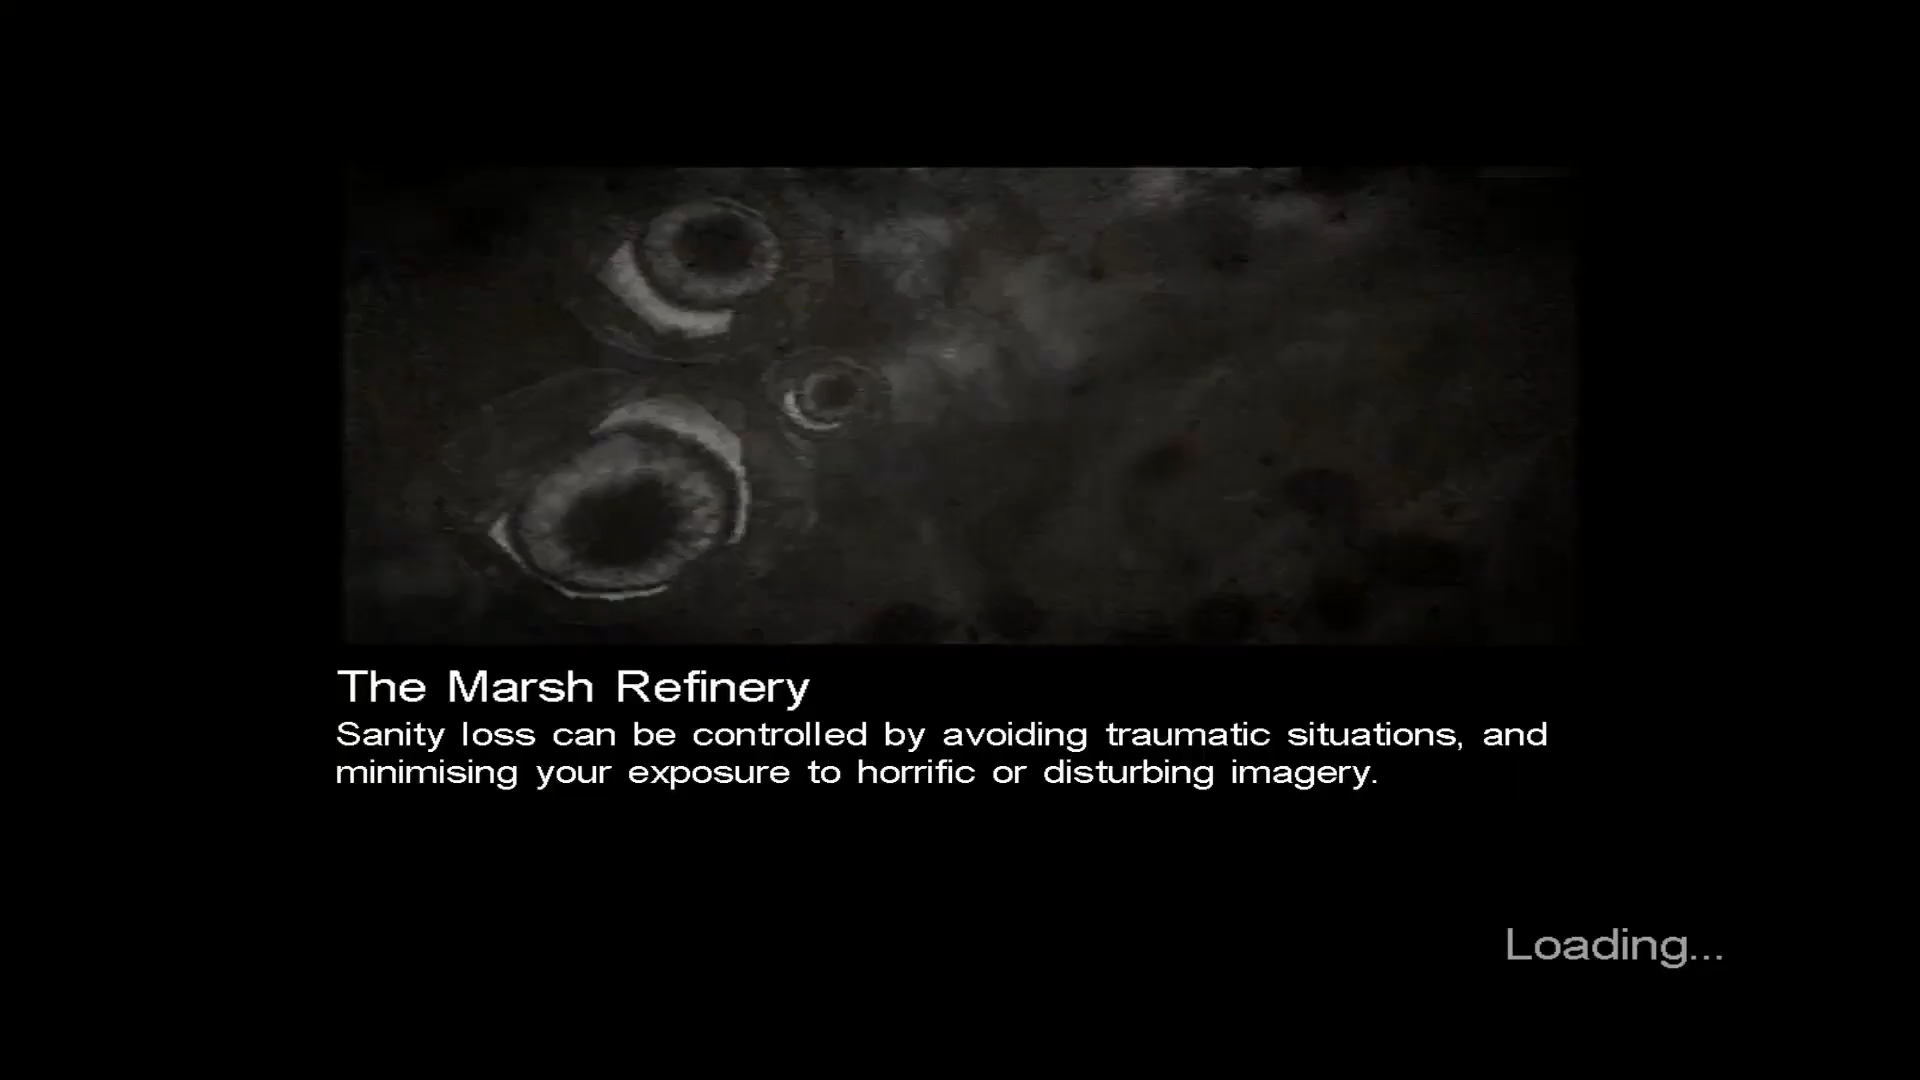 The Marsh Refinery
Sanity loss can be controlled by avoiding traumatic situations, and
minimising your exposure to horrific or disturbing imagery.
Loading...